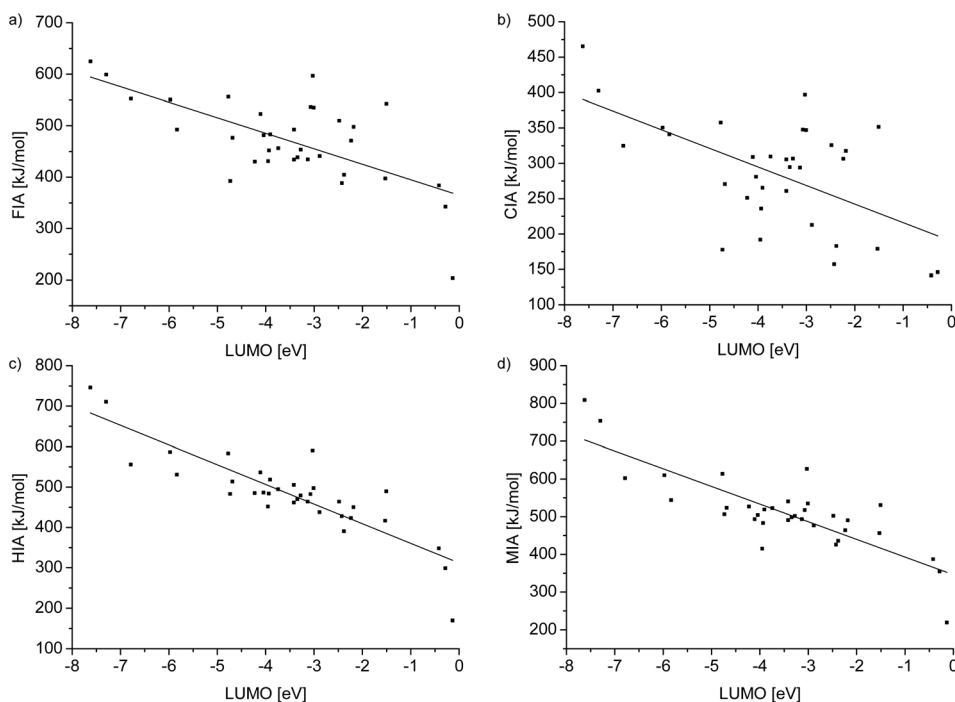 a)
700
600
500
400
300
200
FIA [kJ/mol]
-8 -7 -6 -5 -4 -3 -2 -1 0
LUMO [eV]
b)
500
450
400
350
300
250
200
150
100
CIA [kJ/mol]
-8 -7 -6 -5 -4 -3 -2 -1 0
LUMO [eV]
c)
800
700
600
500
400
300
200
100
HIA [kJ/mol]
-8 -7 -6 -5 -4 -3 -2 -1 0
LUMO [eV]
d)
900
800
700
600
500
400
300
200
MIA [kJ/mol]
-8 -7 -6 -5 -4 -3 -2 -1 0
LUMO [eV]